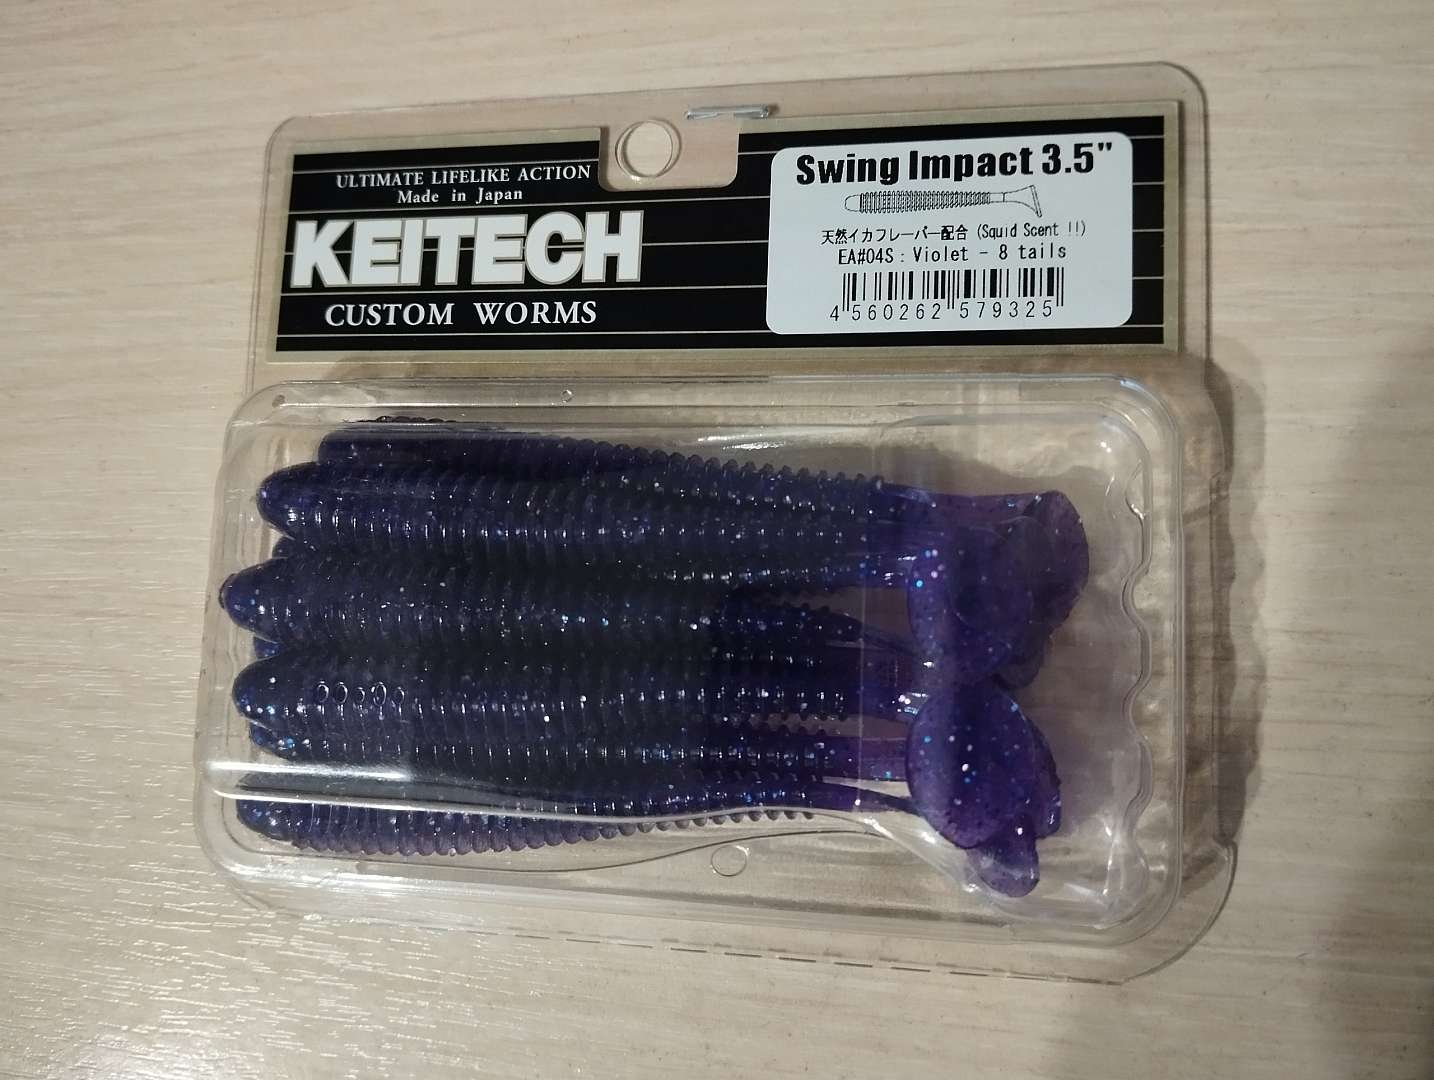 ULTIMATE LIFELIKE ACTION
Made in Japan
KEITECH
CUSTOM WORMS
Swing Impact 3.5"
天然イカフレーバー配合 (Squid Scent !!)
EA#04S : Violet - 8 tails
4 560262 579325